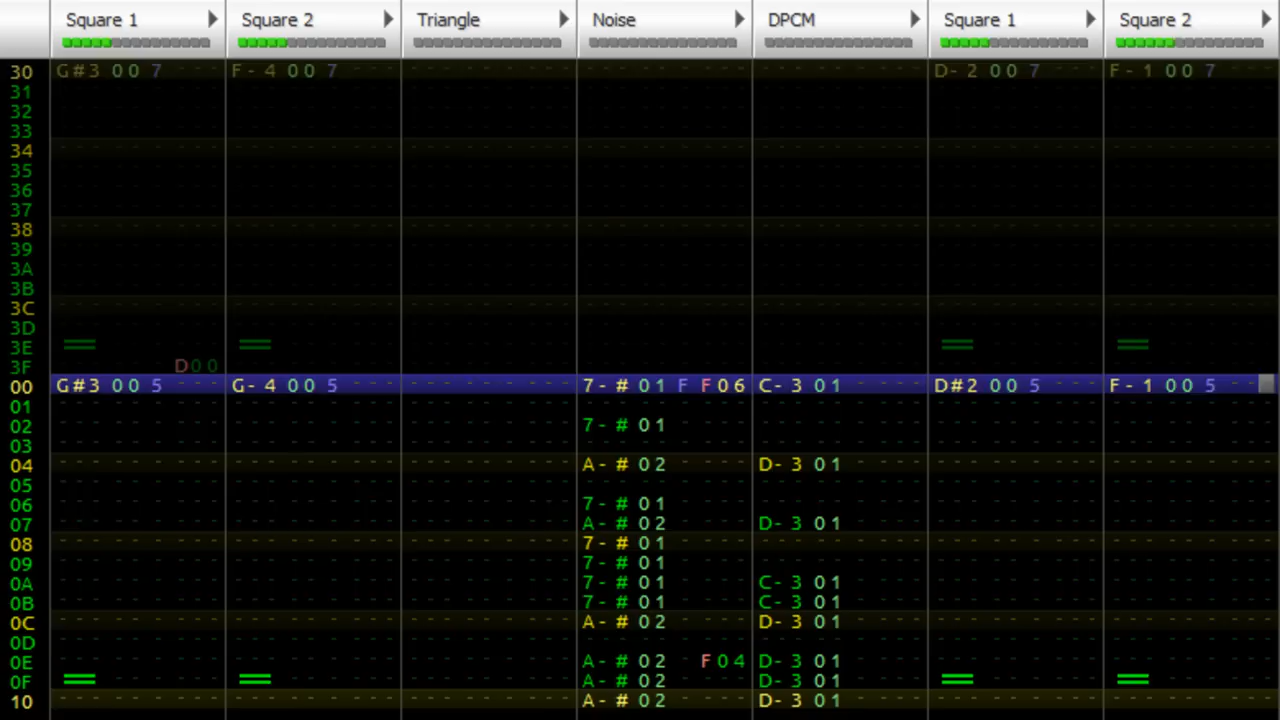 Square 1 Square 2 Triangle Noise DPCM Square 1 Square 2
30 G#3 00 7 F-4 00 7 D-2 00 7 F-1 00 7
31
32
33
34
35
36
37
38
39
3A
3B
3C
3D
3E
3F D00
00 G#3 00 5 G-4 00 5 7-# 01 F F06 C-3 01 D#2 00 5 F-1 00 5
01
02 7-# 01
03
04 A-# 02 D-3 01
05
06 7-# 01
07 A-# 02 D-3 01
08 7-# 01
09 7-# 01
0A 7-# 01 C-3 01
0B 7-# 01 C-3 01
0C A-# 02 D-3 01
0D
0E A-# 02 F04 D-3 01
0F A-# 02 D-3 01
10 A-# 02 D-3 01